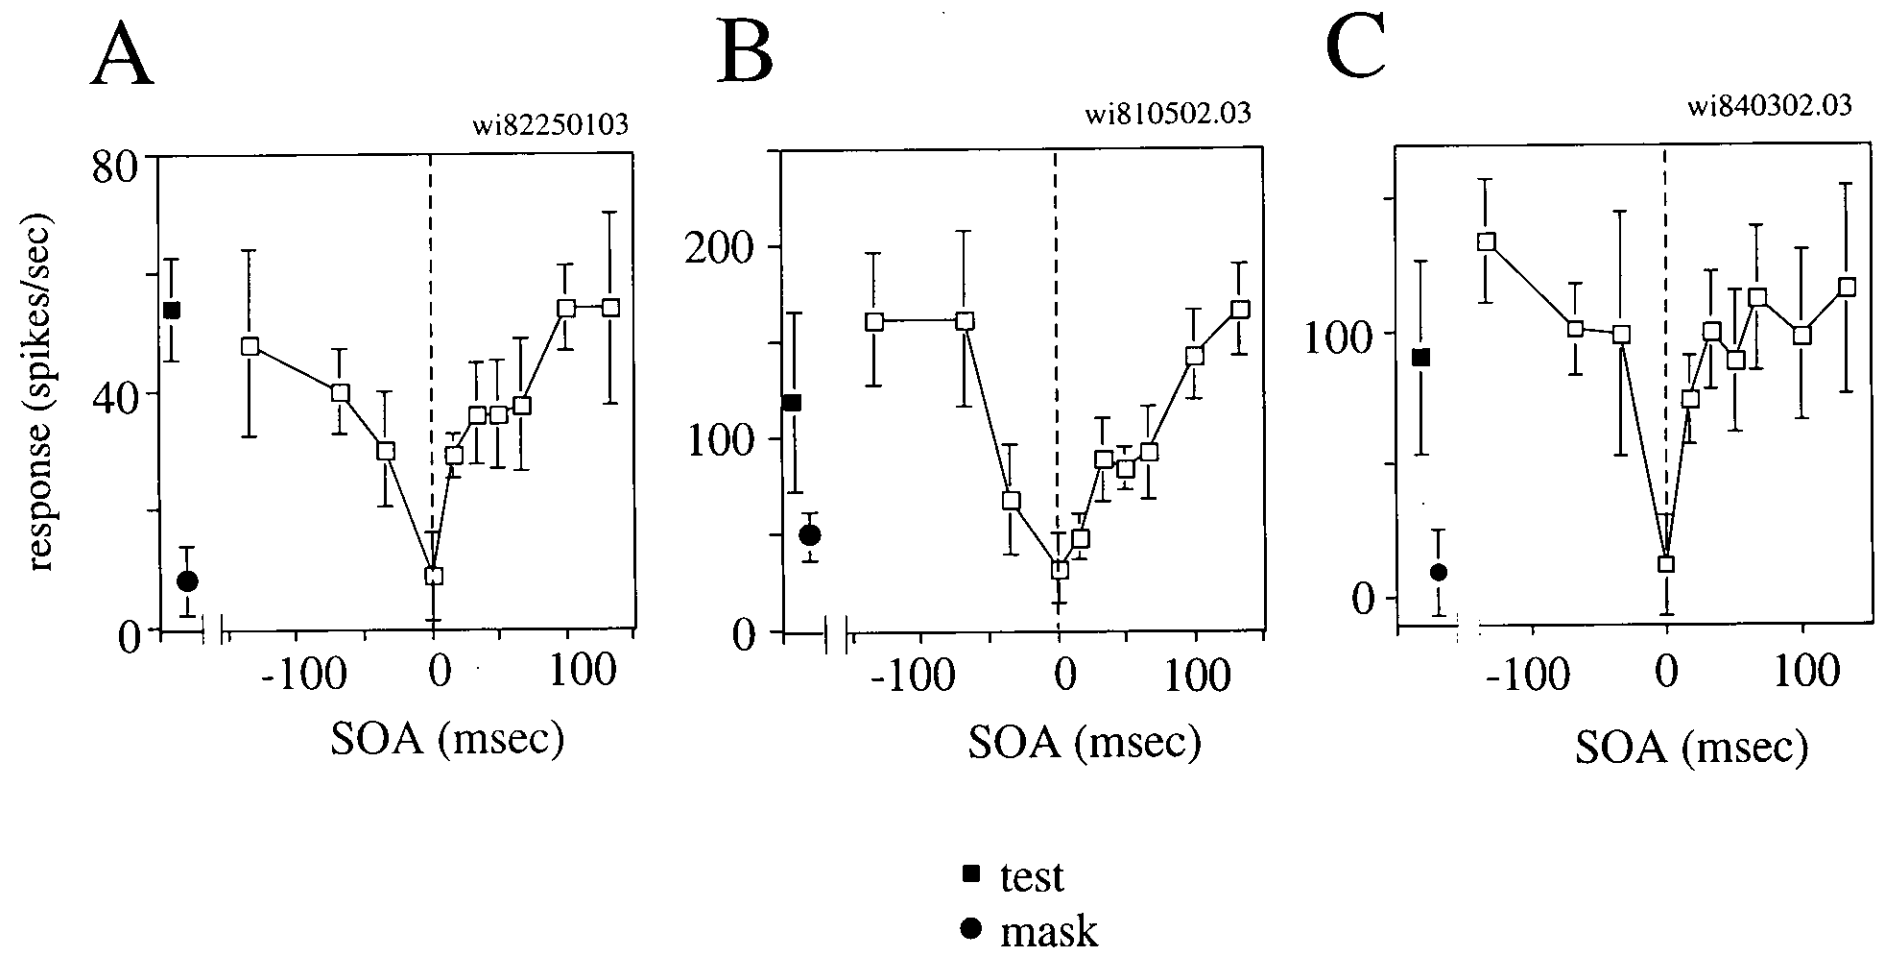 A
B
C
wi82250103
wi810502.03
wi840302.03
response (spikes/sec)
80
40
0
200
100
0
100
0
-100 0 100
-100 0 100
-100 0 100
SOA (msec)
SOA (msec)
SOA (msec)
test
mask